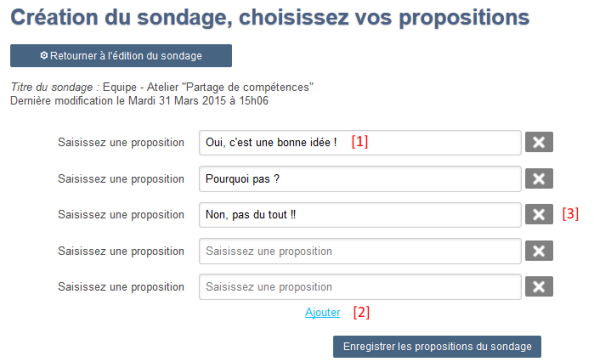 Création du sondage, choisissez vos propositions
Retourner à l'édition du sondage
Titre du sondage : Equipe - Atelier "Partage de compétences"
Dernière modification le Mardi 31 Mars 2015 à 15h06
Saisissez une proposition Oui, c'est une bonne idée ! [1]
Saisissez une proposition Pourquoi pas ?
Saisissez une proposition Non, pas du tout !! [3]
Saisissez une proposition Saisissez une proposition
Saisissez une proposition Saisissez une proposition
Ajouter [2]
Enregistrer les propositions du sondage